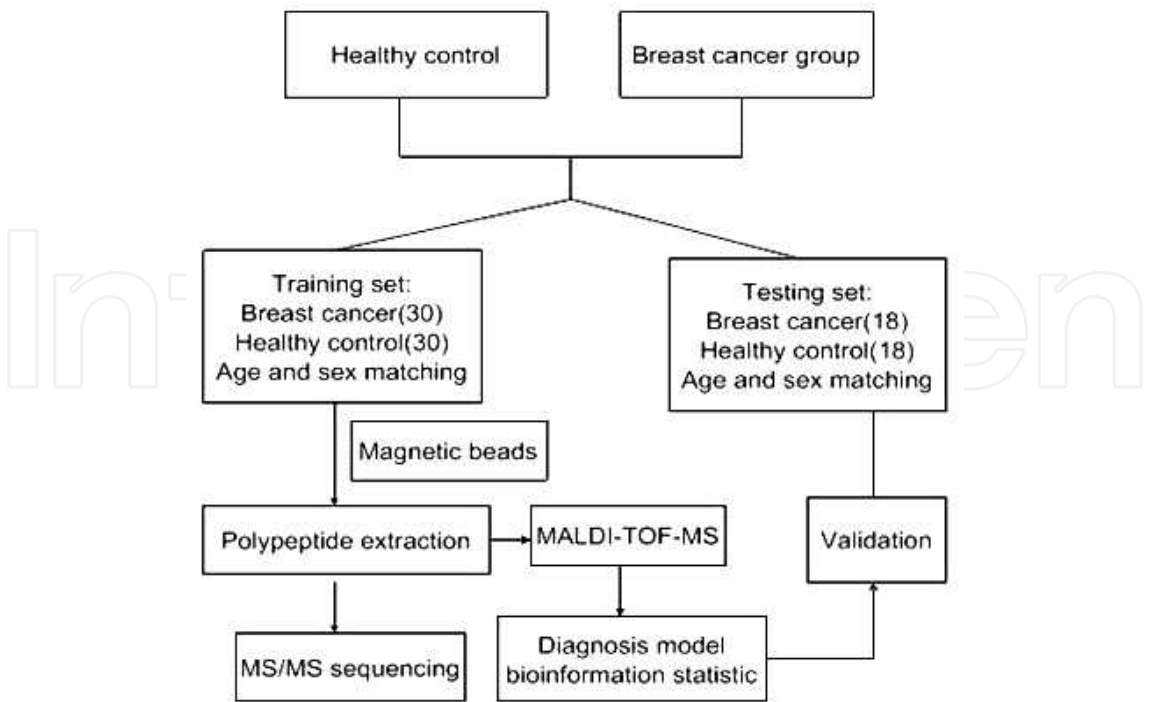 Healthy control
Breast cancer group
Training set:
Breast cancer(30)
Healthy control(30)
Age and sex matching
Testing set:
Breast cancer(18)
Healthy control(18)
Age and sex matching
Magnetic beads
Polypeptide extraction
MALDI-TOF-MS
Validation
MS/MS sequencing
Diagnosis model
bioinformation statistic